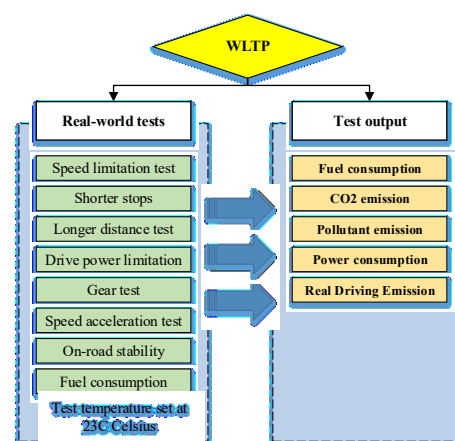 WLTP
Real-world tests
Speed limitation test
Shorter stops
Longer distance test
Drive power limitation
Gear test
Speed acceleration test
On-road stability
Fuel consumption
Test temperature set at
23C Celsius
Test output
Fuel consumption
CO2 emission
Pollutant emission
Power consumption
Real Driving Emission